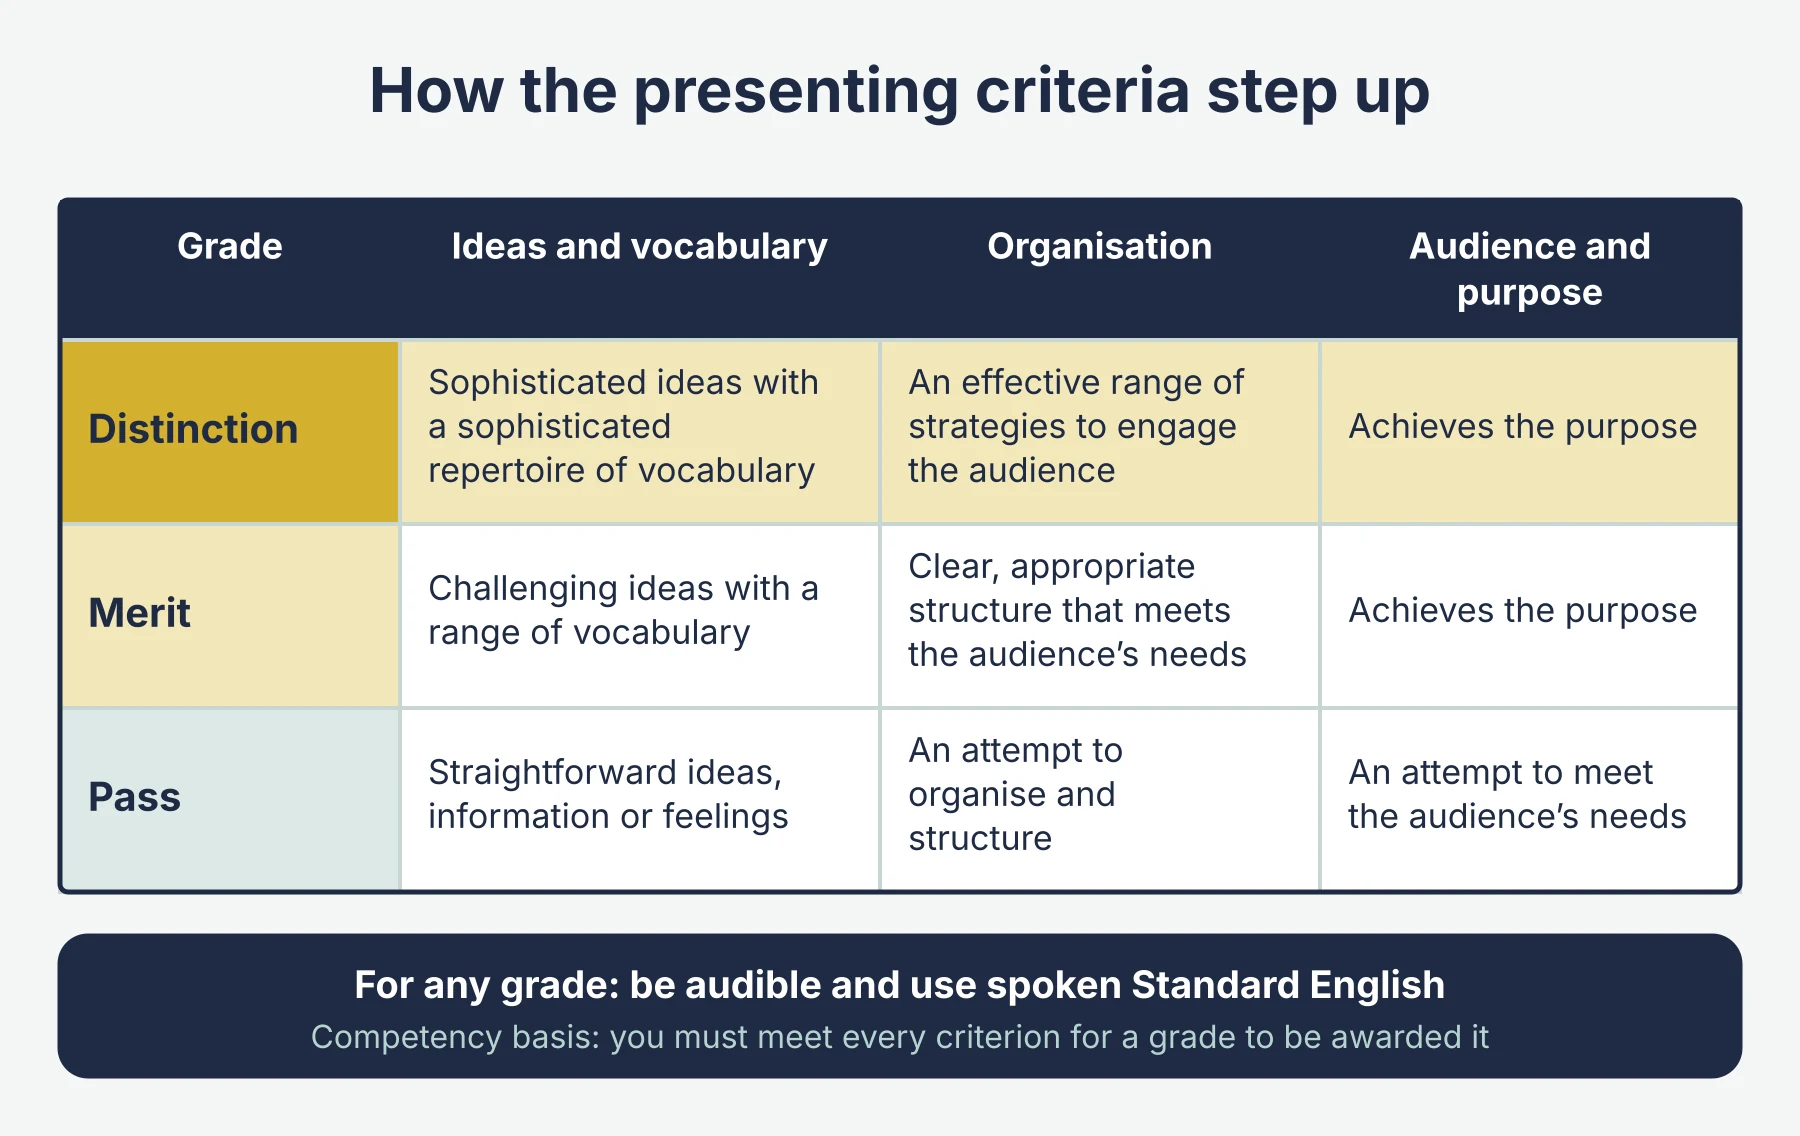 How the presenting criteria step up
Grade
Ideas and vocabulary
Organisation
Audience and
purpose
Distinction
Sophisticated ideas with
a sophisticated
repertoire of vocabulary
An effective range of
strategies to engage
the audience
Achieves the purpose
Merit
Challenging ideas with a
range of vocabulary
Clear, appropriate
structure that meets
the audience’s needs
Achieves the purpose
Pass
Straightforward ideas,
information or feelings
An attempt to
organise and
structure
An attempt to meet
the audience’s needs
For any grade: be audible and use spoken Standard English
Competency basis: you must meet every criterion for a grade to be awarded it